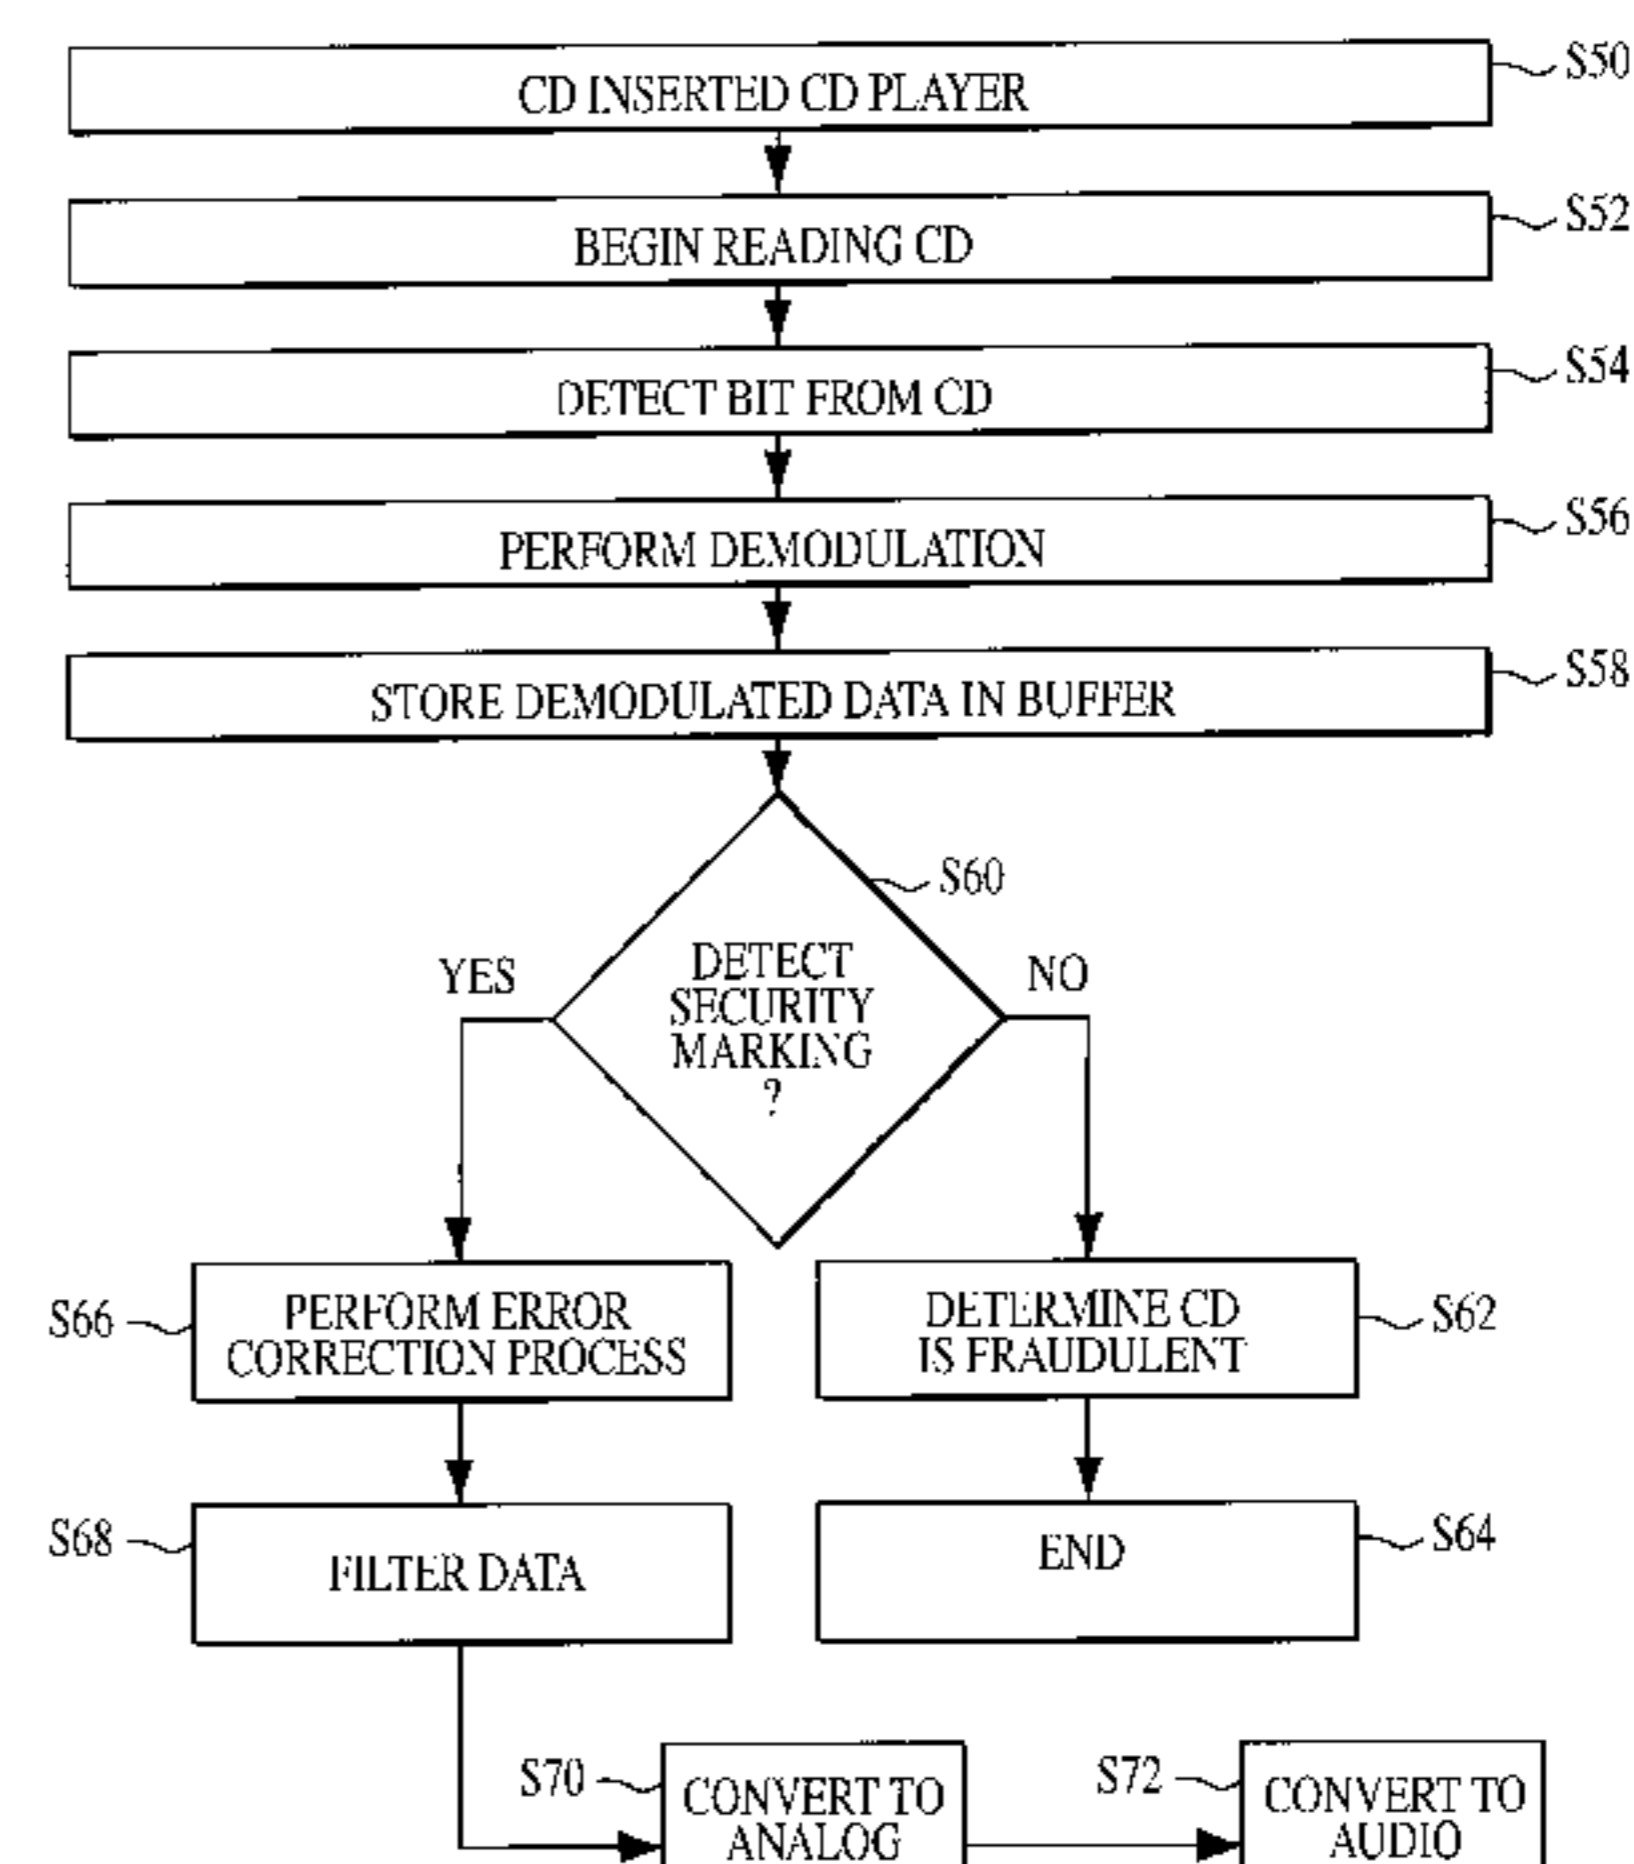 CD INSERTED CD PLAYER
S50
BEGIN READING CD
S52
DETECT BIT FROM CD
S54
PERFORM DEMODULATION
S56
STORE DEMODULATED DATA IN BUFFER
S58
S60
YES
DETECT
SECURITY
MARKING
?
NO
S66
PERFORM ERROR
CORRECTION PROCESS
DETERMINE CD
IS FRAUDULENT
S62
S68
FILTER DATA
END
S64
S70
CONVERT TO
ANALOG
S72
CONVERT TO
AUDIO